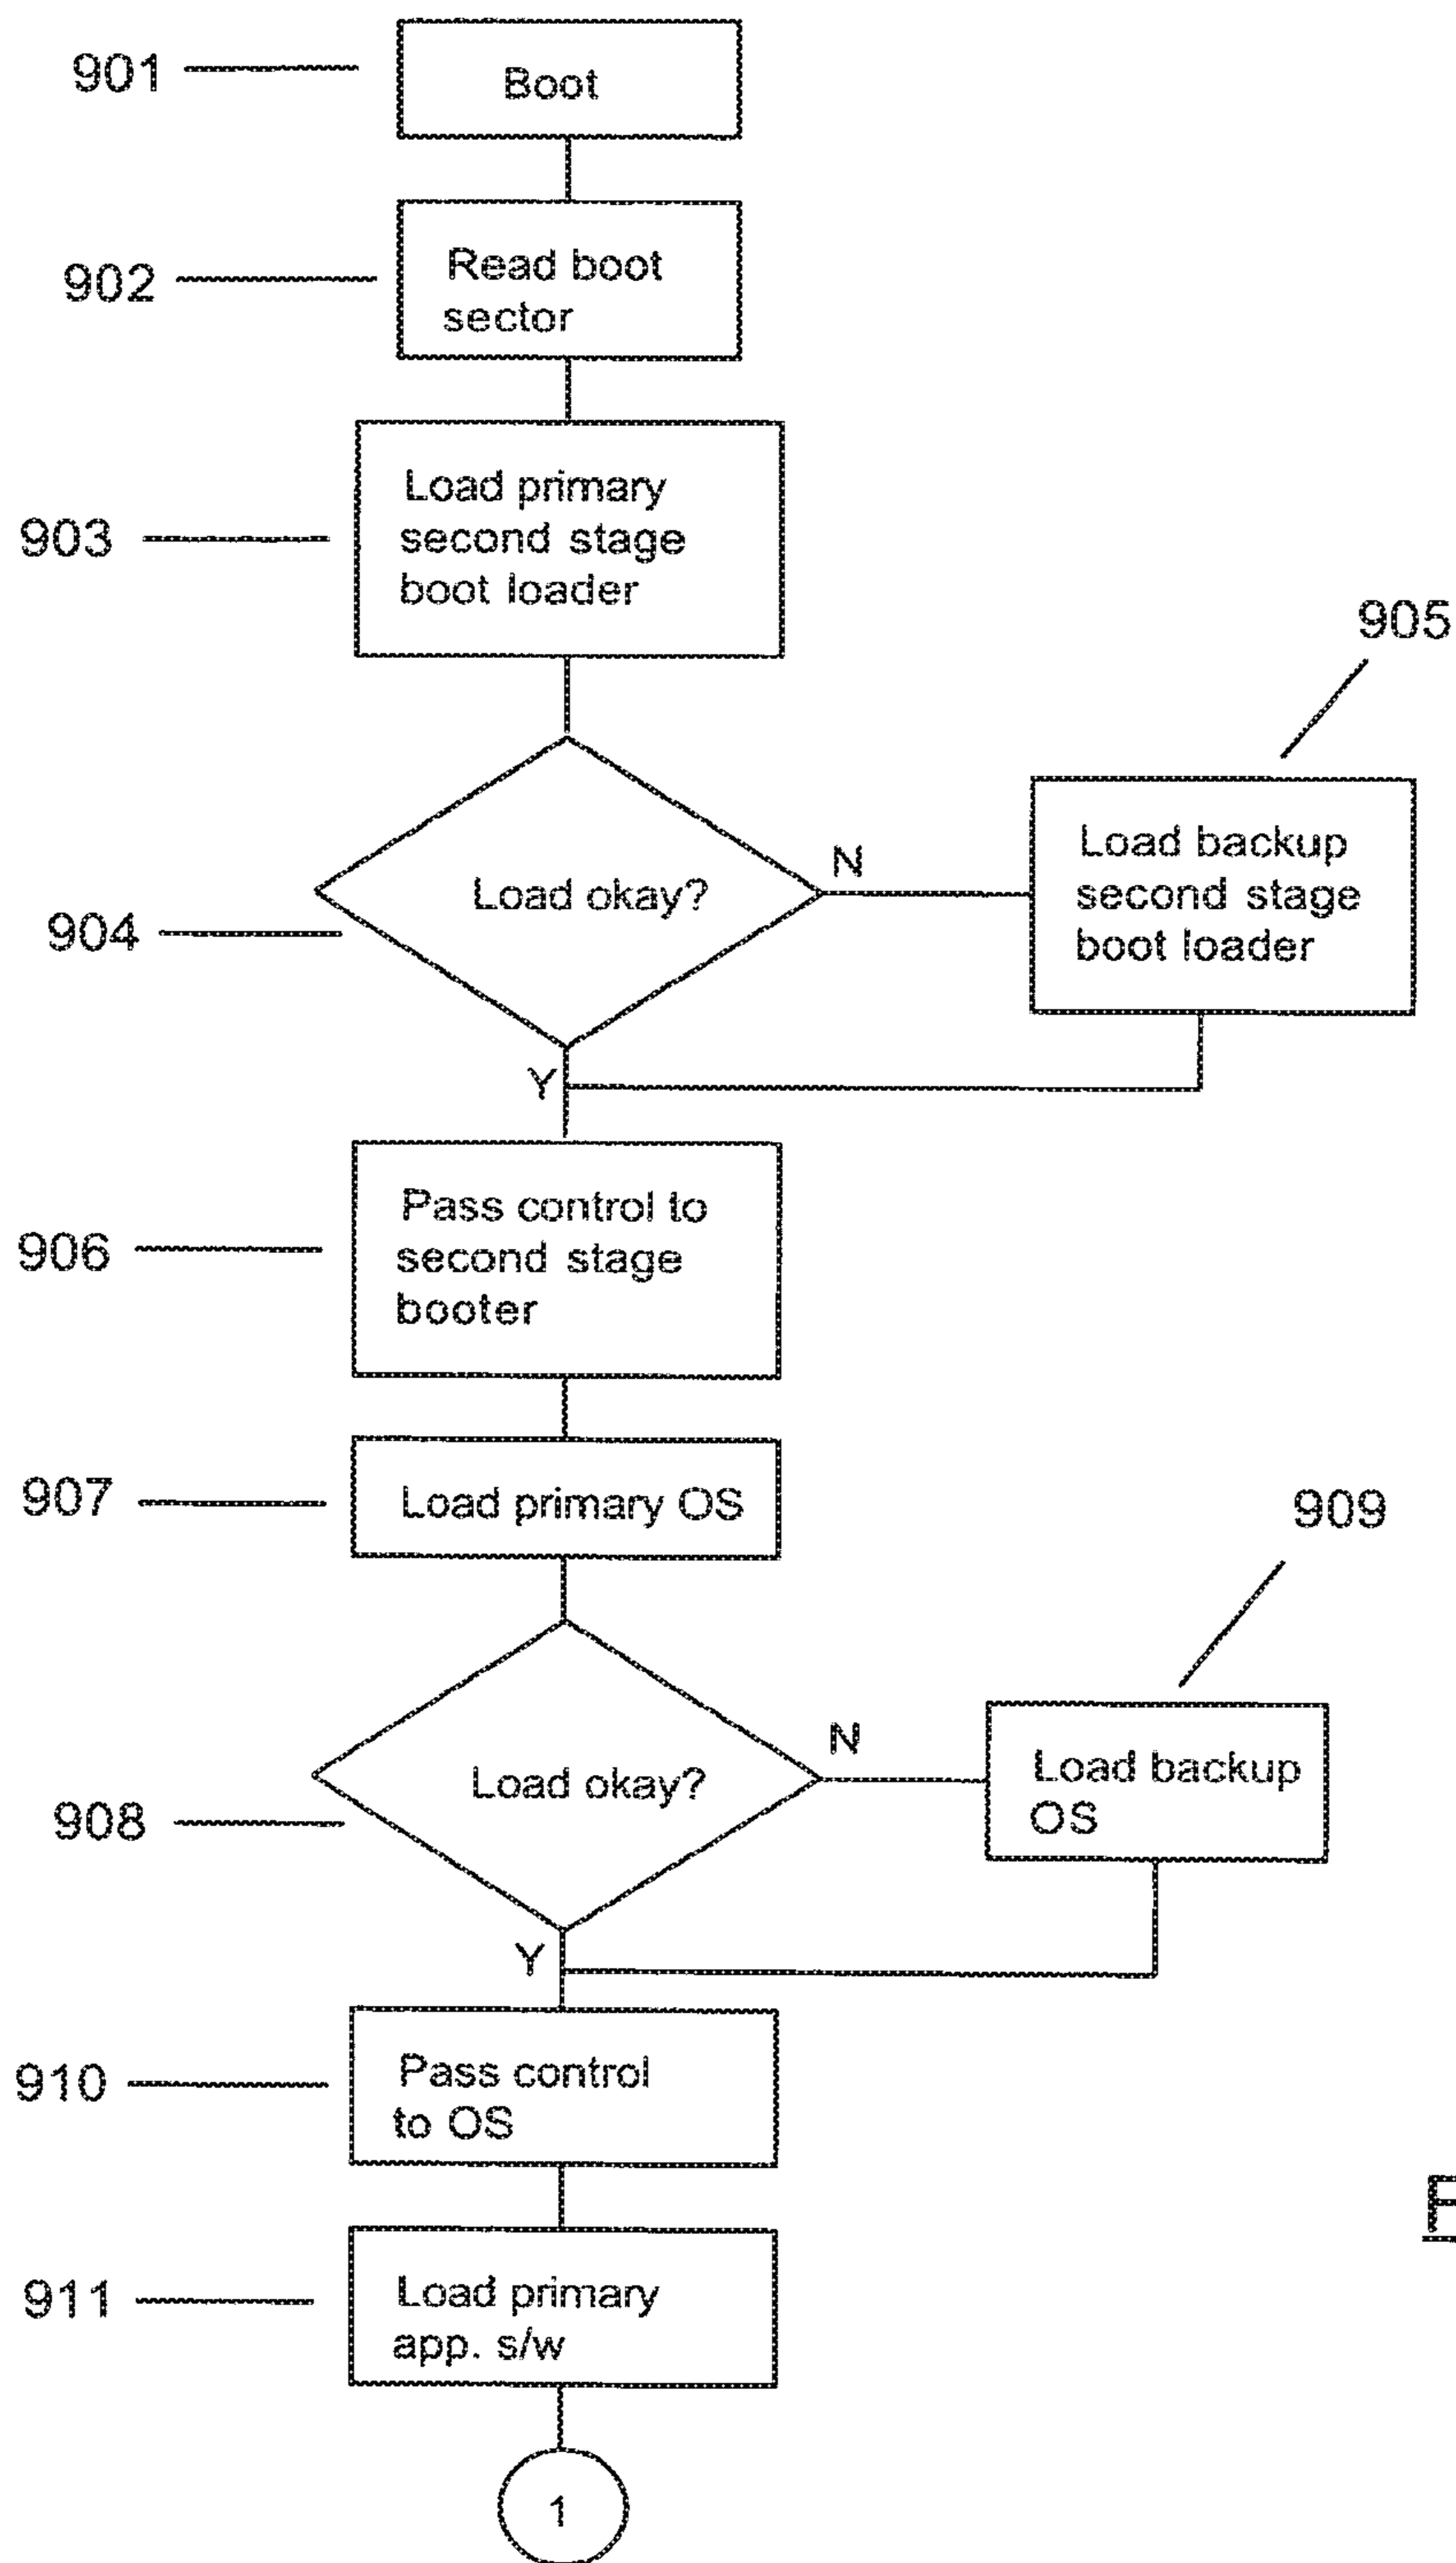 901
Boot
902
Read boot
sector
903
Load primary
second stage
boot loader
905
904
Load okay?
N
Load backup
second stage
boot loader
Y
906
Pass control to
second stage
booter
907
Load primary OS
909
908
Load okay?
N
Load backup
OS
Y
910
Pass control
to OS
911
Load primary
app. s/w
1